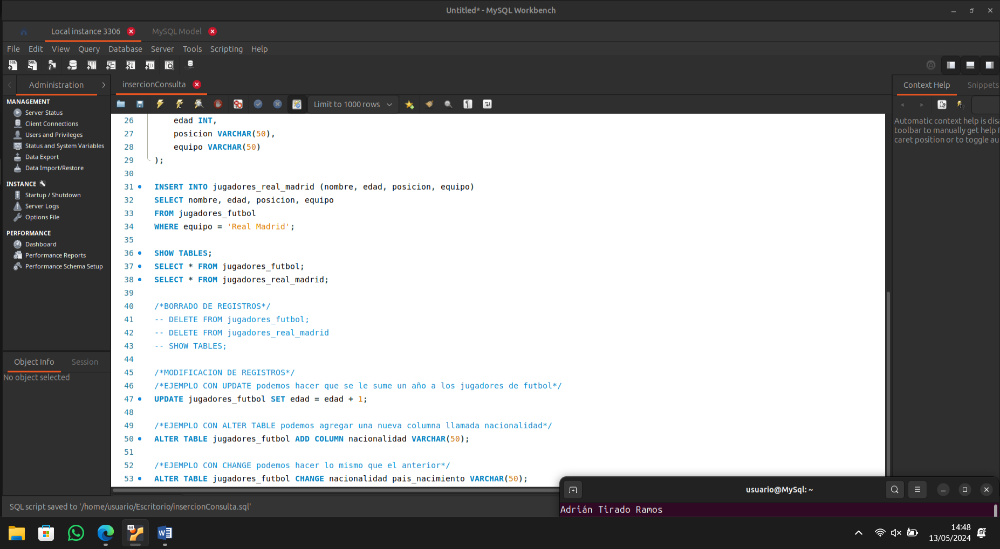 Untitled* - MySQL Workbench
Local instance 3306
MySQL Model
File Edit View Query Database Server Tools Scripting Help
Administration
insercionConsulta
Context Help
Snippets
MANAGEMENT
Server Status
Client Connections
Users and Privileges
Status and System Variables
Data Export
Data Import/Restore
INSTANCE
Startup / Shutdown
Server Logs
Options File
PERFORMANCE
Dashboard
Performance Reports
Performance Schema Setup
Object Info
Session
No object selected
Limit to 1000 rows
26 edad INT,
27 posicion VARCHAR(50),
28 equipo VARCHAR(50)
29 );
30
31 INSERT INTO jugadores_real_madrid (nombre, edad, posicion, equipo)
32 SELECT nombre, edad, posicion, equipo
33 FROM jugadores_futbol
34 WHERE equipo = 'Real Madrid';
35
36 SHOW TABLES;
37 SELECT * FROM jugadores_futbol;
38 SELECT * FROM jugadores_real_madrid;
39
40 /*BORRADO DE REGISTROS*/
41 -- DELETE FROM jugadores_futbol;
42 -- DELETE FROM jugadores_real_madrid
43 -- SHOW TABLES;
44
45 /*MODIFICACION DE REGISTROS*/
46 /*EJEMPLO CON UPDATE podemos hacer que se le sume un año a los jugadores de futbol*/
47 UPDATE jugadores_futbol SET edad = edad + 1;
48
49 /*EJEMPLO CON ALTER TABLE podemos agregar una nueva columna llamada nacionalidad*/
50 ALTER TABLE jugadores_futbol ADD COLUMN nacionalidad VARCHAR(50);
51
52 /*EJEMPLO CON CHANGE podemos hacer lo mismo que el anterior*/
53 ALTER TABLE jugadores_futbol CHANGE nacionalidad pais_nacimiento VARCHAR(50);
Automatic context help is dis
toolbar to manually get help
caret position or to toggle au
usuario@MySql: ~
Adrián Tirado Ramos
SQL script saved to '/home/usuario/Escritorio/insercionConsulta.sql'
14:48
13/05/2024